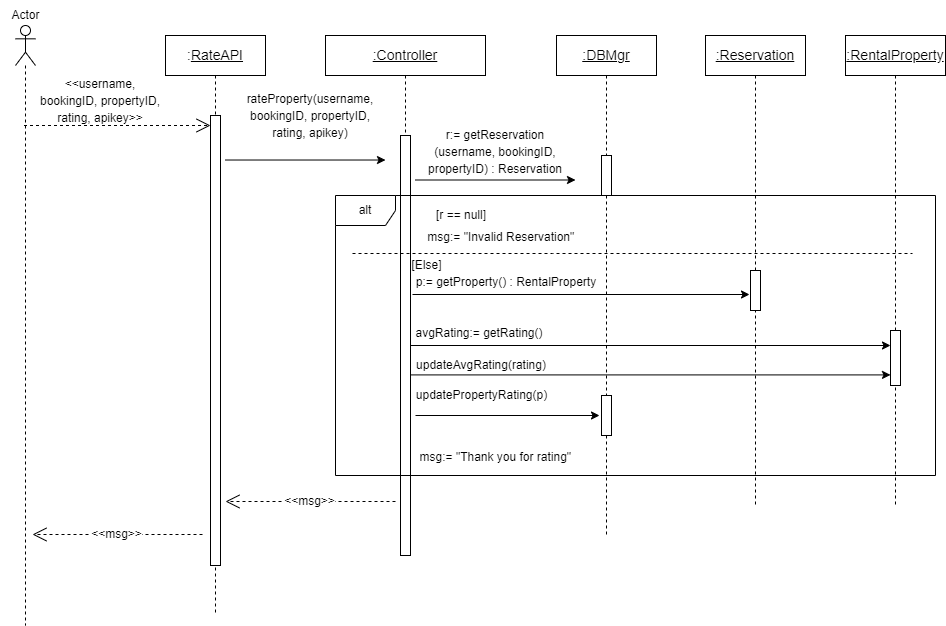 Actor
:RateAPI
:Controller
:DBMgr
:Reservation
:RentalProperty
<<username,
bookingID, propertyID,
rating, apikey>>
rateProperty(username,
bookingID, propertyID,
rating, apikey)
r:= getReservation
(username, bookingID,
propertyID) : Reservation
alt
[r == null]
msg:= "Invalid Reservation"
[Else]
p:= getProperty() : RentalProperty
avgRating:= getRating()
updateAvgRating(rating)
updatePropertyRating(p)
msg:= "Thank you for rating"
<<msg>>
<<msg>>